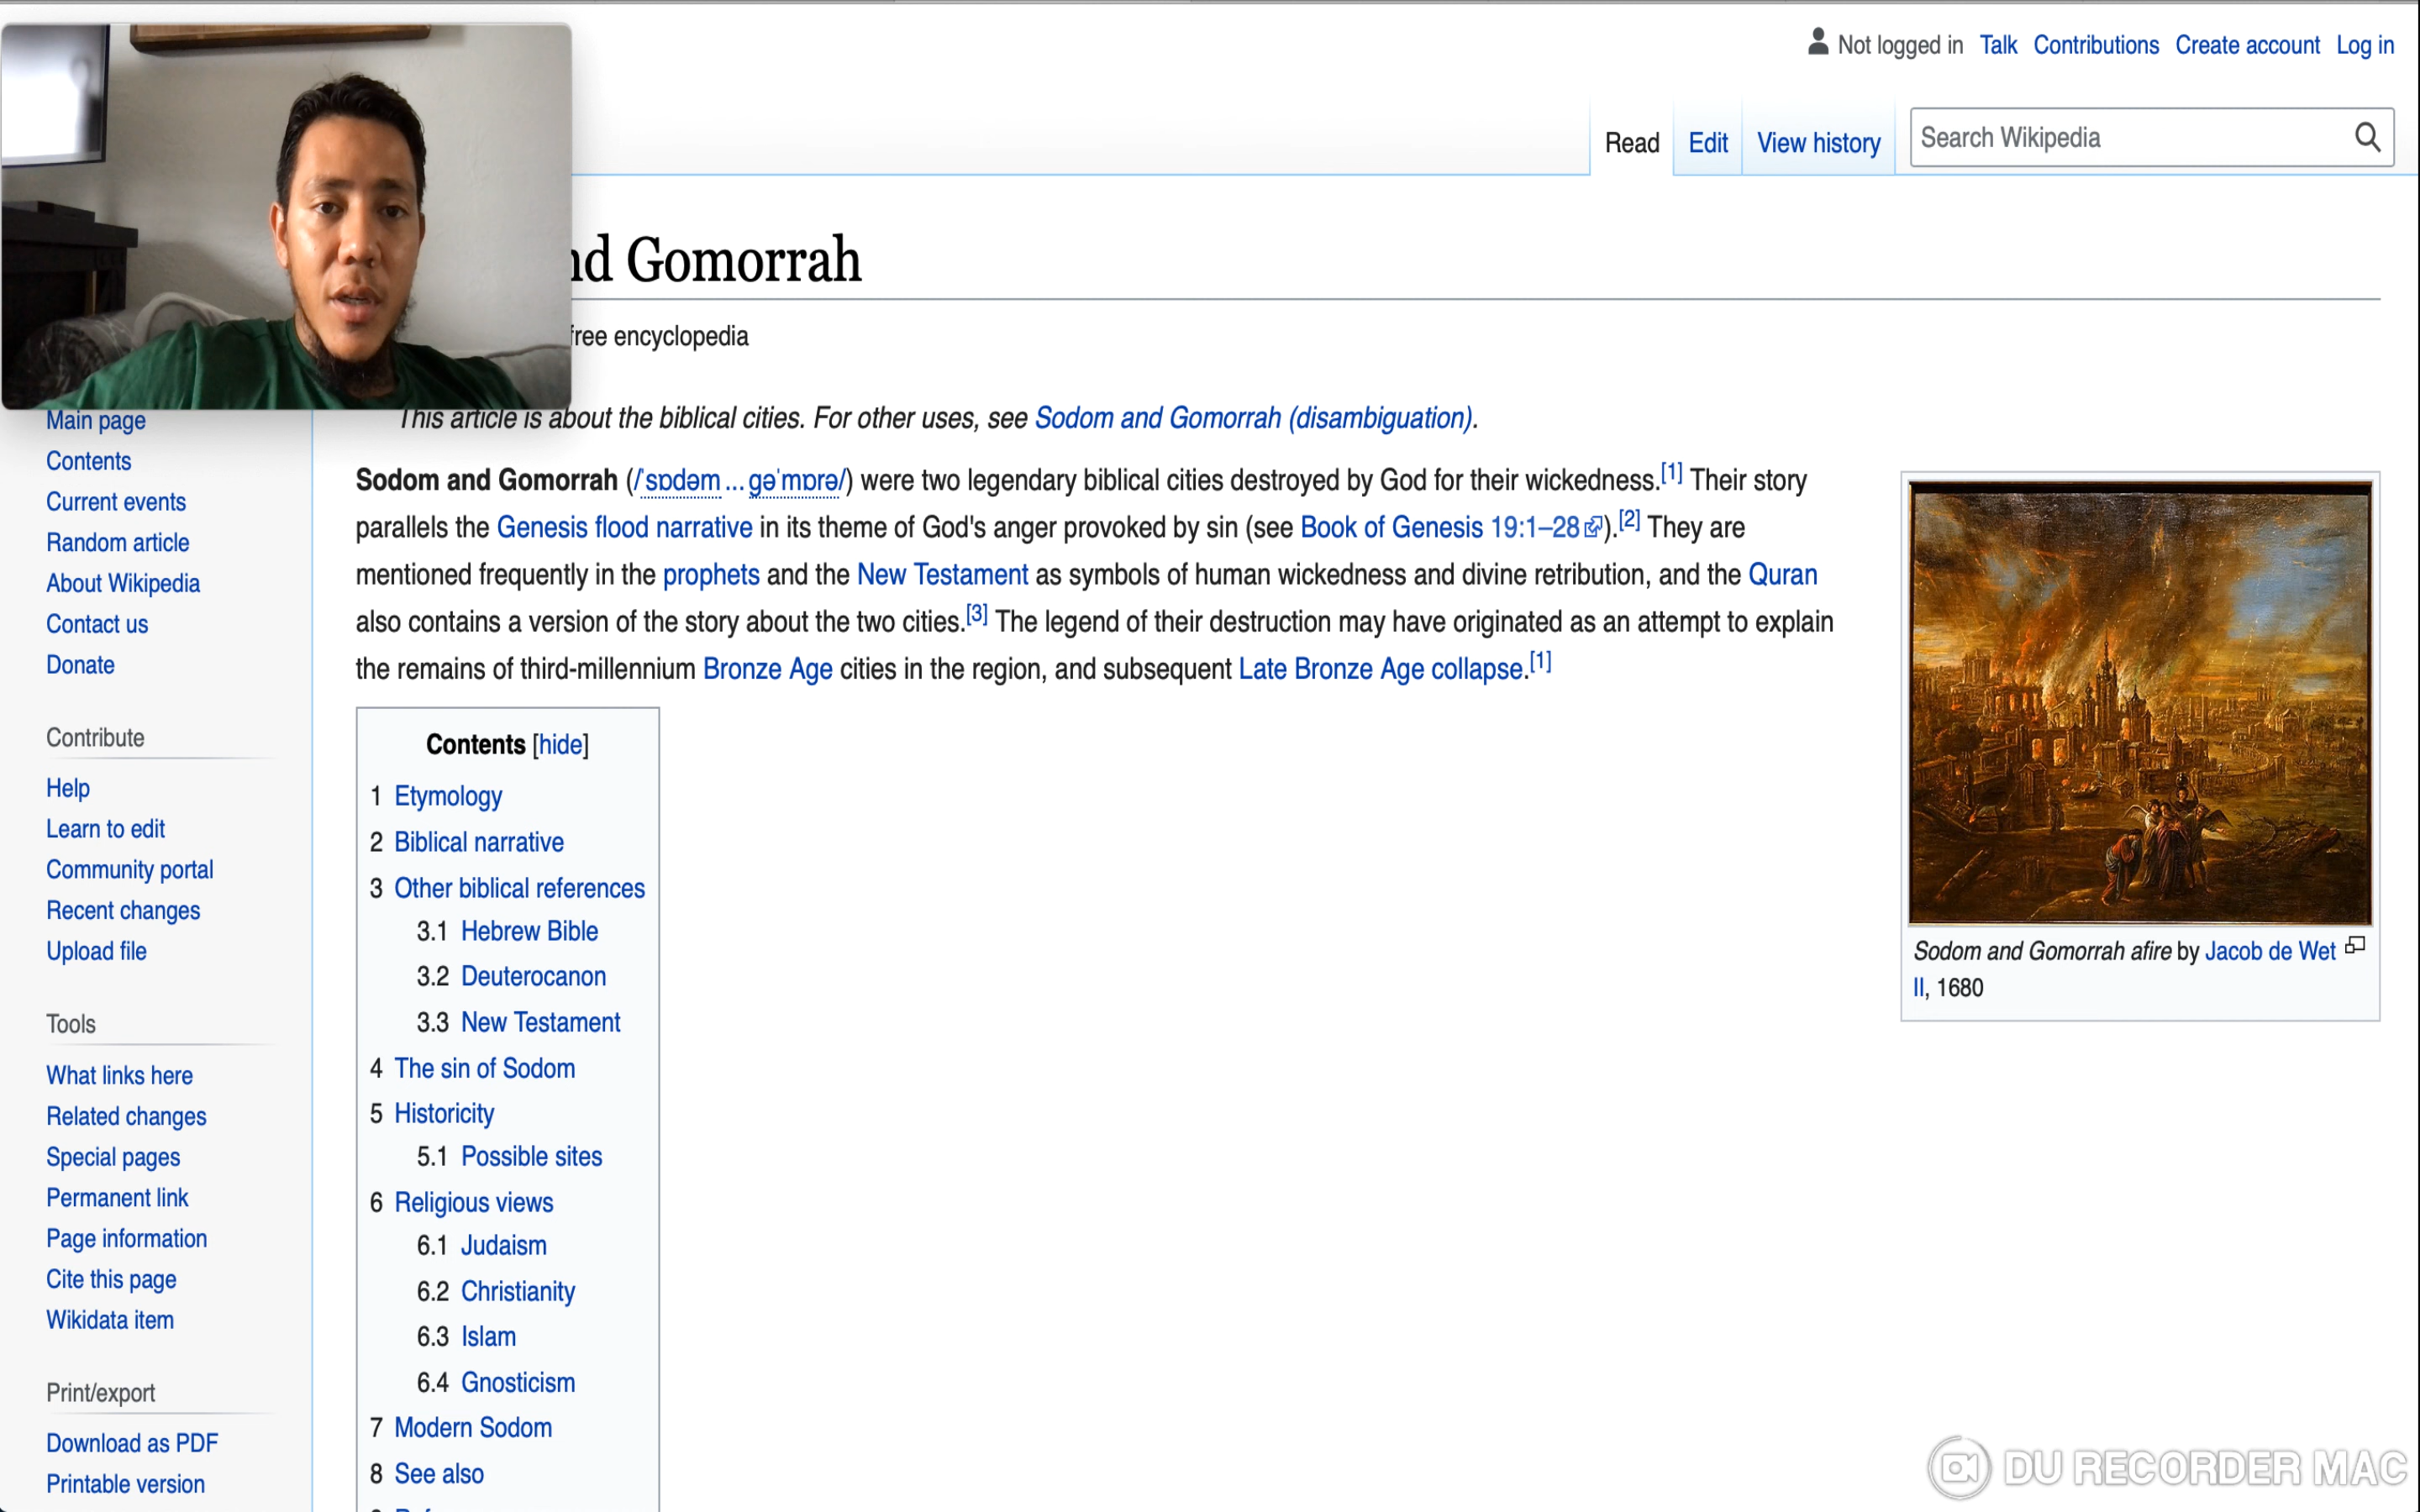 Not logged in Talk Contributions Create account Log in
Read Edit View history Search Wikipedia
nd Gomorrah
free encyclopedia
This article is about the biblical cities. For other uses, see Sodom and Gomorrah (disambiguation).
Sodom and Gomorrah (/ˈsɒdəm ... ɡəˈmɒrə/) were two legendary biblical cities destroyed by God for their wickedness.[1] Their story
parallels the Genesis flood narrative in its theme of God's anger provoked by sin (see Book of Genesis 19:1–28).[2] They are
mentioned frequently in the prophets and the New Testament as symbols of human wickedness and divine retribution, and the Quran
also contains a version of the story about the two cities.[3] The legend of their destruction may have originated as an attempt to explain
the remains of third-millennium Bronze Age cities in the region, and subsequent Late Bronze Age collapse.[1]
Sodom and Gomorrah afire by Jacob de Wet
II, 1680
Contents [hide]
1 Etymology
2 Biblical narrative
3 Other biblical references
3.1 Hebrew Bible
3.2 Deuterocanon
3.3 New Testament
4 The sin of Sodom
5 Historicity
5.1 Possible sites
6 Religious views
6.1 Judaism
6.2 Christianity
6.3 Islam
6.4 Gnosticism
7 Modern Sodom
8 See also
Main page
Contents
Current events
Random article
About Wikipedia
Contact us
Donate
Contribute
Help
Learn to edit
Community portal
Recent changes
Upload file
Tools
What links here
Related changes
Special pages
Permanent link
Page information
Cite this page
Wikidata item
Print/export
Download as PDF
Printable version
DU RECORDER MAC